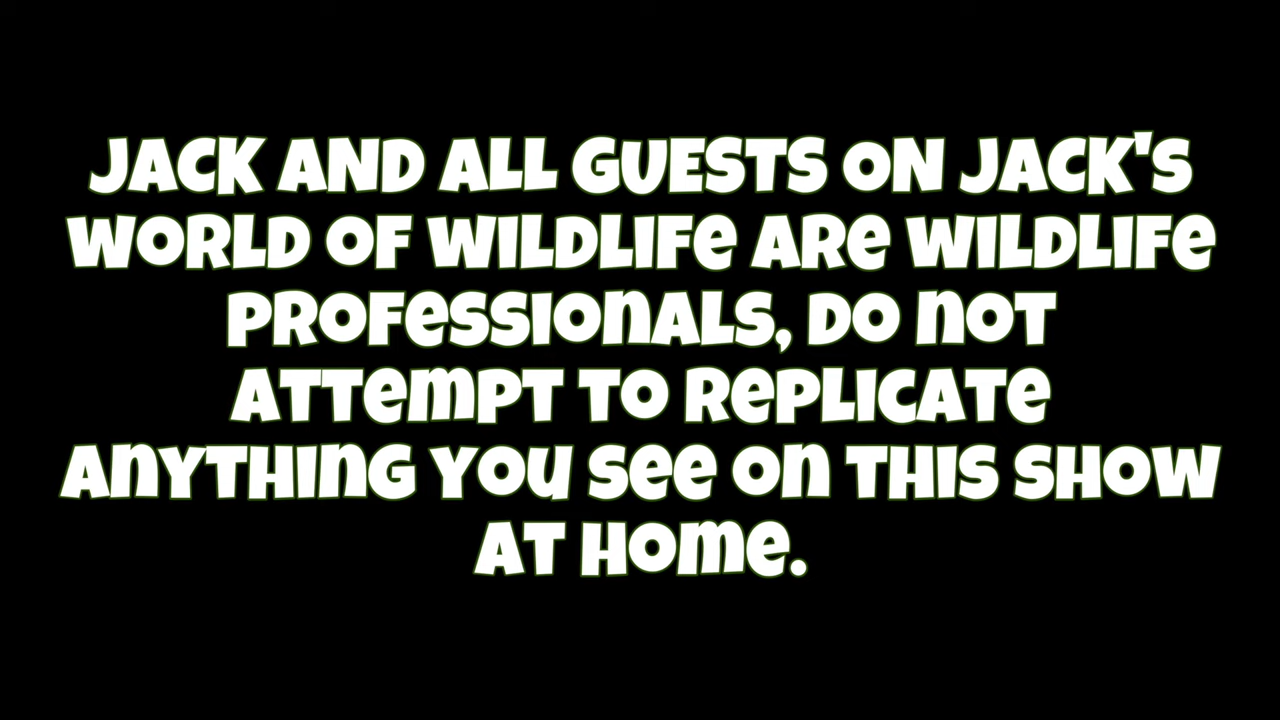 JACK AND ALL GUESTS ON JACK'S
WORLD OF WILDLIFe ARe WILDLIFe
PROFeSSIOnALS, DO nOT
ATTemPT TO RePLICATe
AnYTHInG YOU See On THIS SHOW
AT Home.